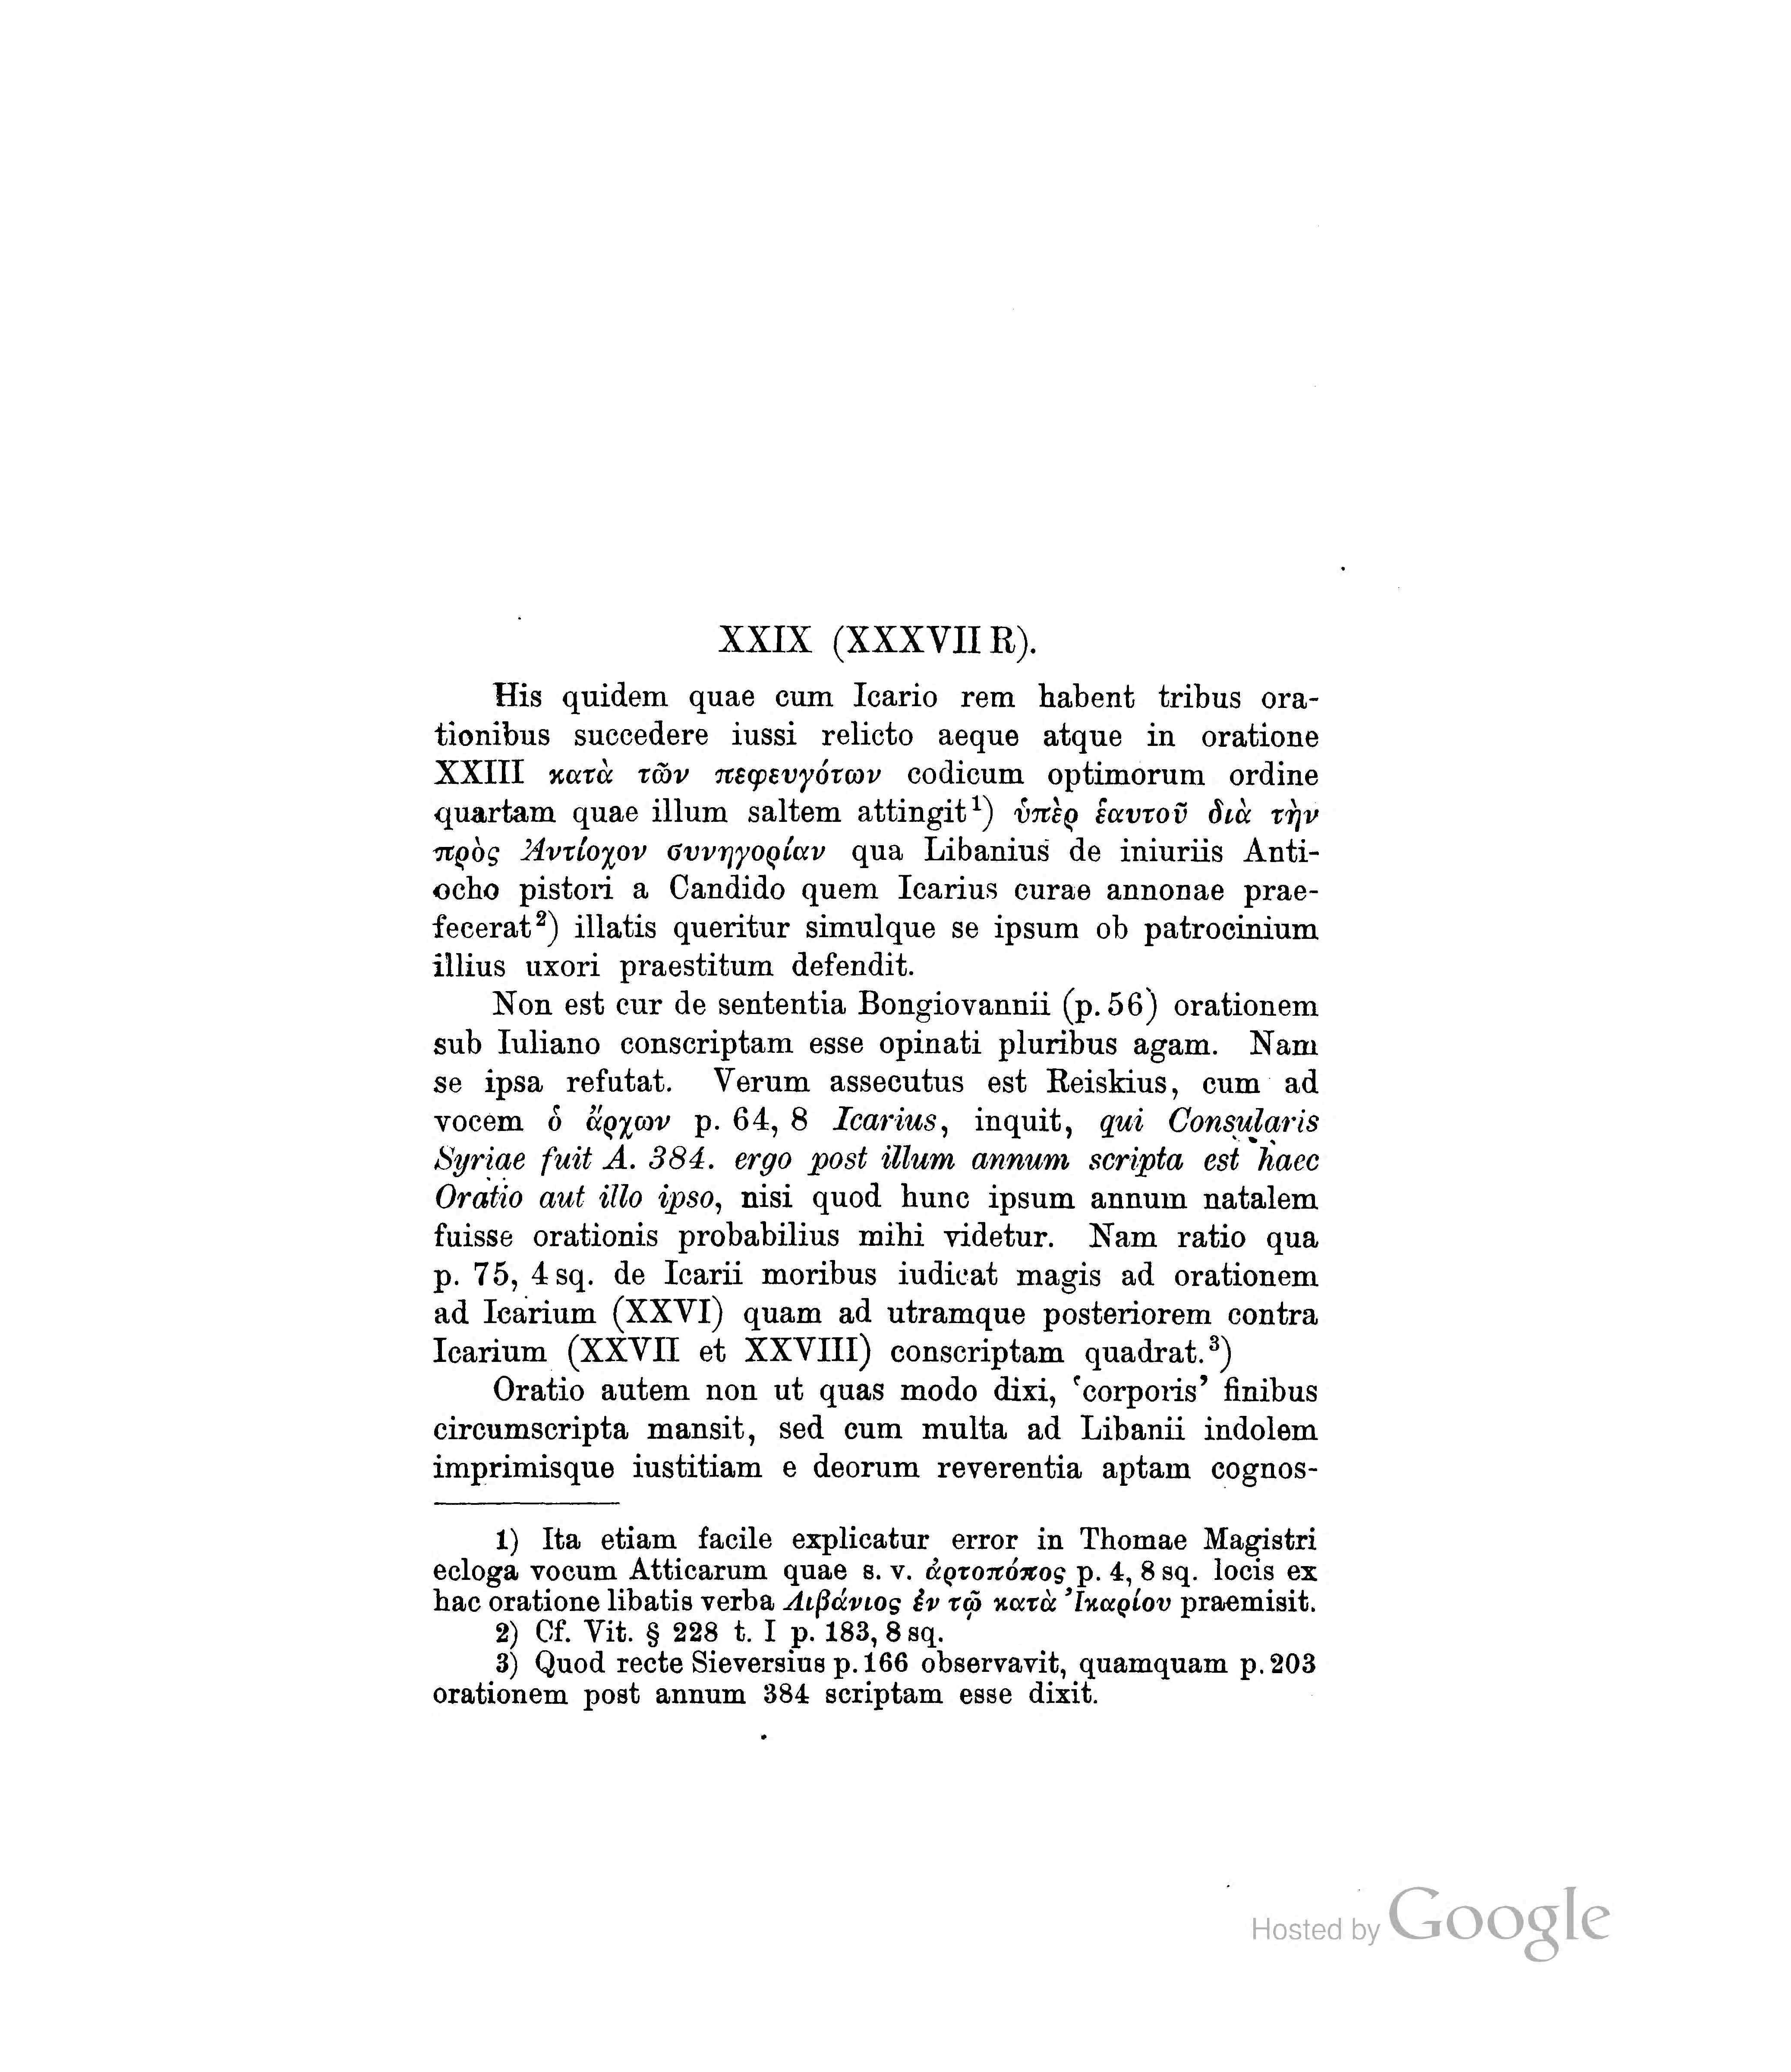 XXIX (XXXVII R).
His quidem quae cum Icario rem habent tribus ora-
tionibus succedere iussi relicto aeque atque in oratione
XXIII κατὰ τῶν πεφευγότων codicum optimorum ordine
quartam quae illum saltem attingit¹) ὑπὲρ ἑαυτοῦ διὰ τὴν
πρὸς Ἀντίοχον συνηγορίαν qua Libanius de iniuriis Anti-
ocho pistori a Candido quem Icarius curae annonae prae-
fecerat²) illatis queritur simulque se ipsum ob patrocinium
illius uxori praestitum defendit.
Non est cur de sententia Bongiovannii (p. 56) orationem
sub Iuliano conscriptam esse opinati pluribus agam. Nam
se ipsa refutat. Verum assecutus est Reiskius, cum ad
vocem ὁ ἄρχων p. 64, 8 Icarius, inquit, qui Consularis
Syriae fuit A. 384. ergo post illum annum scripta est haec
Oratio aut illo ipso, nisi quod hunc ipsum annum natalem
fuisse orationis probabilius mihi videtur. Nam ratio qua
p. 75, 4 sq. de Icarii moribus iudicat magis ad orationem
ad Icarium (XXVI) quam ad utramque posteriorem contra
Icarium (XXVII et XXVIII) conscriptam quadrat.³)
Oratio autem non ut quas modo dixi, ‘corporis’ finibus
circumscripta mansit, sed cum multa ad Libanii indolem
imprimisque iustitiam e deorum reverentia aptam cognos-
1) Ita etiam facile explicatur error in Thomae Magistri
ecloga vocum Atticarum quae s. v. ἀρτοπόπος p. 4, 8 sq. locis ex
hac oratione libatis verba Λιβάνιος ἐν τῷ κατὰ Ἰκαρίου praemisit.
2) Cf. Vit. § 228 t. I p. 183, 8 sq.
3) Quod recte Sieversius p. 166 observavit, quamquam p. 203
orationem post annum 384 scriptam esse dixit.
Hosted by Google